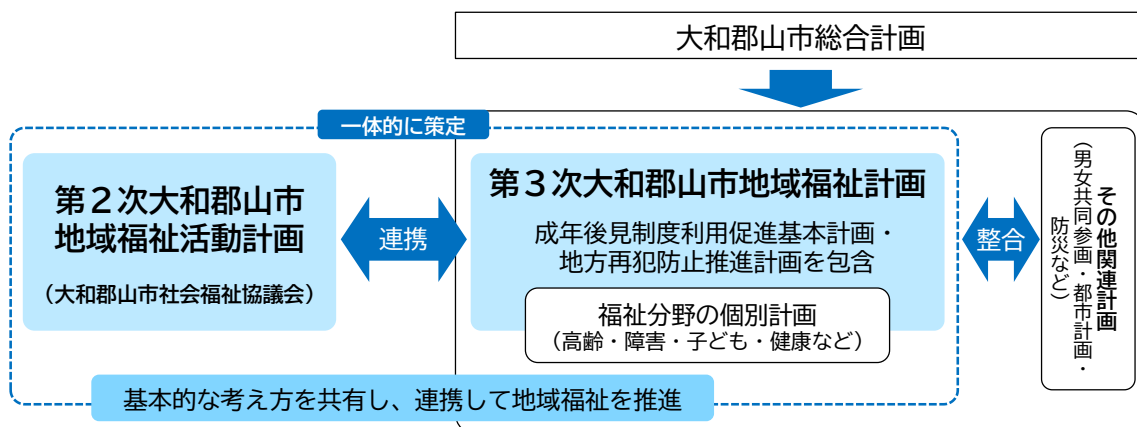 大和郡山市総合計画
一体的に策定
第2次大和郡山市
地域福祉活動計画
（大和郡山市社会福祉協議会）
連携
第3次大和郡山市地域福祉計画
成年後見制度利用促進基本計画・
地方再犯防止推進計画を包含
福祉分野の個別計画
（高齢・障害・子ども・健康など）
整合
その他関連計画
（男女共同参画・都市計画・
防災など）
基本的な考え方を共有し、連携して地域福祉を推進